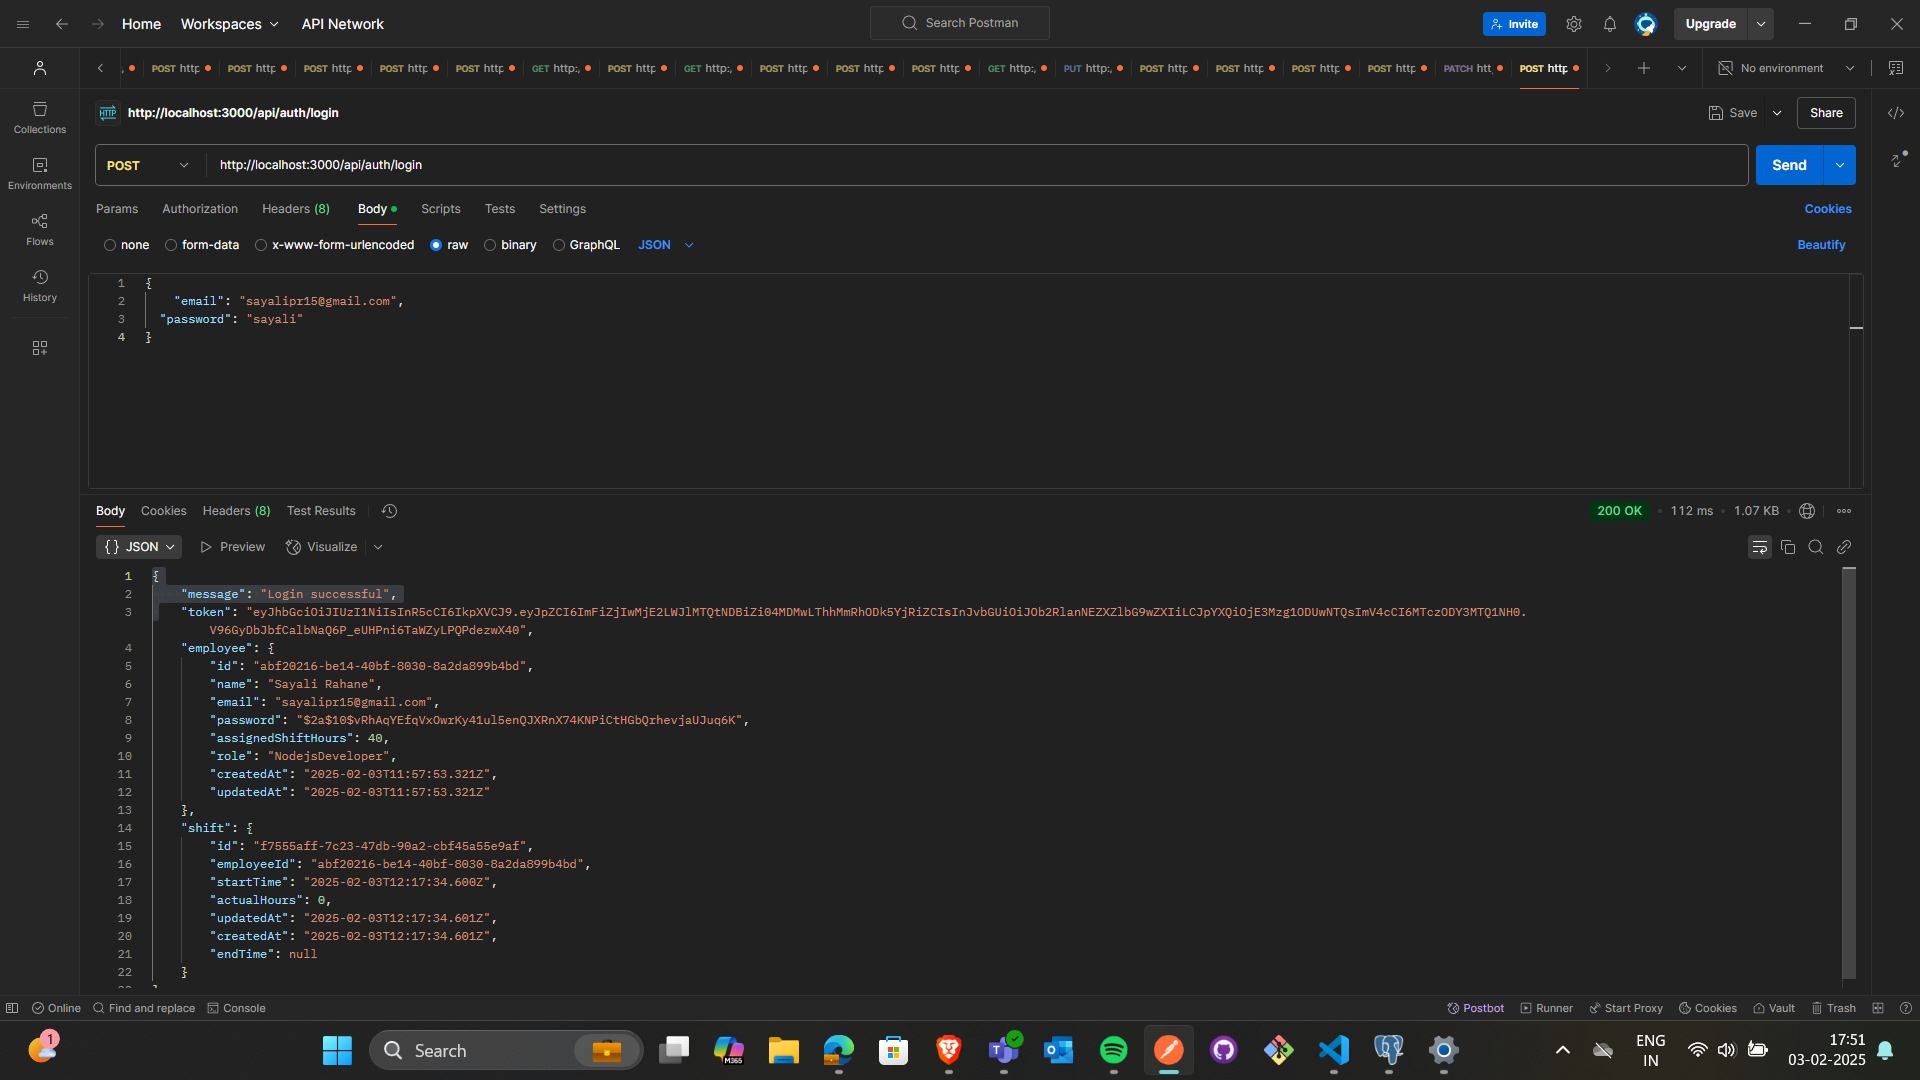 Home Workspaces API Network Search Postman Invite Upgrade
POST http POST http POST http POST http POST http GET http: POST http GET http: POST http POST http POST http GET http: PUT http: POST http POST http POST http POST http PATCH htt POST http No environment
HTTP http://localhost:3000/api/auth/login Save Share
POST http://localhost:3000/api/auth/login Send
Params Authorization Headers (8) Body Scripts Tests Settings Cookies
none form-data x-www-form-urlencoded raw binary GraphQL JSON Beautify
Collections
Environments
Flows
History
1 {
2 "email": "sayalipr15@gmail.com",
3 "password": "sayali"
4 }
Body Cookies Headers (8) Test Results 200 OK 112 ms 1.07 KB
{} JSON Preview Visualize
1 {
2 "message": "Login successful",
3 "token": "eyJhbGciOiJIUzI1NiIsInR5cCI6IkpXVCJ9.eyJpZCI6ImFiZjIwMjE2LWJlMTQtNDBiZi04MDMwLThhMmRhODk5YjRiZCIsInJvbGUiOiJOb2RlanNEZXZlbG9wZXIiLCJpYXQiOjE3Mzg1ODUwNTQsImV4cCI6MTczODY3MTQ1NH0.
V96GyDbJbfCalbNaQ6P_eUHPni6TaWZyLPQPdezwX40",
4 "employee": {
5 "id": "abf20216-be14-40bf-8030-8a2da899b4bd",
6 "name": "Sayali Rahane",
7 "email": "sayalipr15@gmail.com",
8 "password": "$2a$10$vRhAqYEfqVxOwrKy41ul5enQJXRnX74KNPiCtHGbQrhevjaUJuq6K",
9 "assignedShiftHours": 40,
10 "role": "NodejsDeveloper",
11 "createdAt": "2025-02-03T11:57:53.321Z",
12 "updatedAt": "2025-02-03T11:57:53.321Z"
13 },
14 "shift": {
15 "id": "f7555aff-7c23-47db-90a2-cbf45a55e9af",
16 "employeeId": "abf20216-be14-40bf-8030-8a2da899b4bd",
17 "startTime": "2025-02-03T12:17:34.600Z",
18 "actualHours": 0,
19 "updatedAt": "2025-02-03T12:17:34.601Z",
20 "createdAt": "2025-02-03T12:17:34.601Z",
21 "endTime": null
22 }
Online Find and replace Console Postbot Runner Start Proxy Cookies Vault Trash
1 Search M365 ENG 17:51
IN 03-02-2025